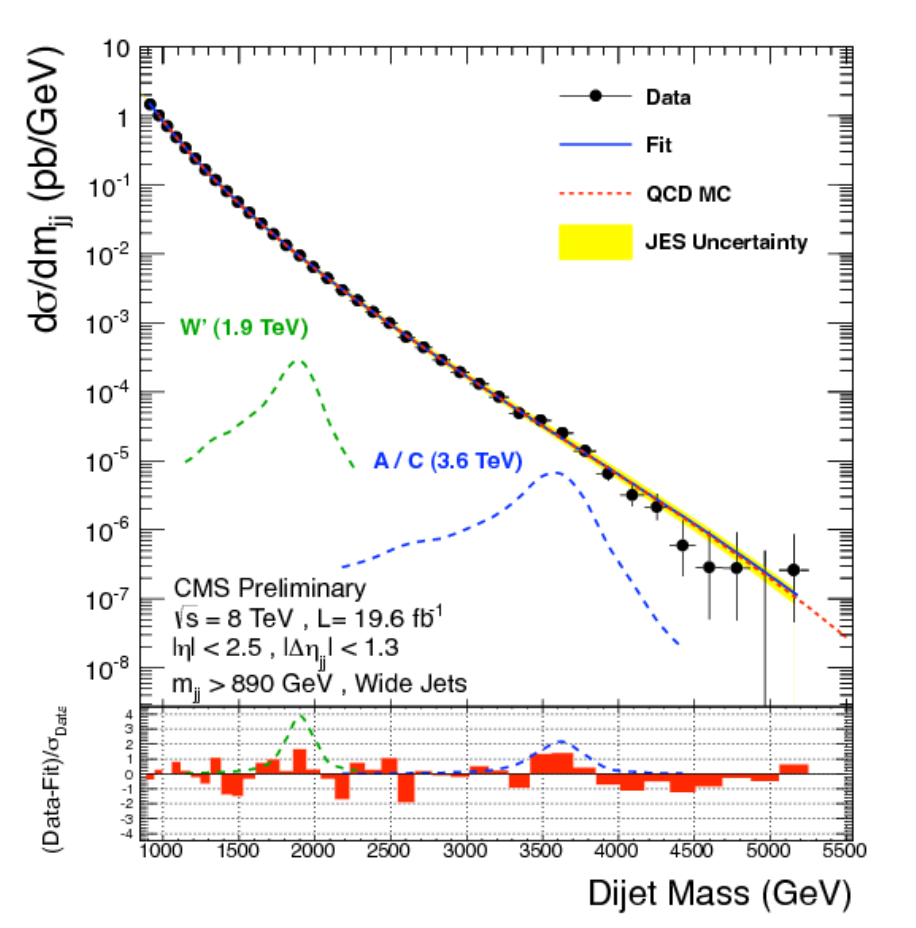 dσ/dm_jj (pb/GeV)
10
1
10^-1
10^-2
10^-3
10^-4
10^-5
10^-6
10^-7
10^-8
Data
Fit
QCD MC
JES Uncertainty
W' (1.9 TeV)
A / C (3.6 TeV)
CMS Preliminary
√s = 8 TeV , L= 19.6 fb^-1
|η| < 2.5 , |Δη_jj| < 1.3
m_jj > 890 GeV , Wide Jets
(Data-Fit)/σ_Data
4
3
2
1
0
-1
-2
-3
-4
1000 1500 2000 2500 3000 3500 4000 4500 5000 5500
Dijet Mass (GeV)